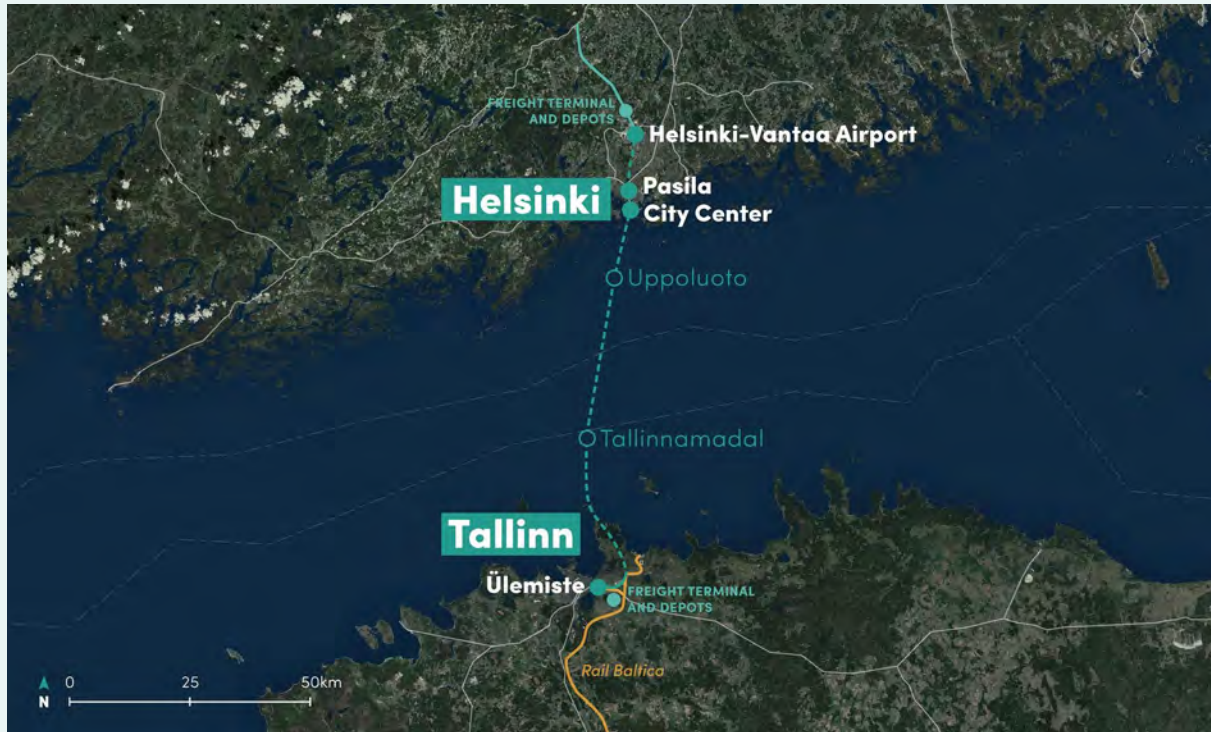 FREIGHT TERMINAL
AND DEPOTS
Helsinki-Vantaa Airport
Helsinki
Pasila
City Center
Uppoluoto
Tallinnamadal
Tallinn
Ülemiste
FREIGHT TERMINAL
AND DEPOTS
Rail Baltica
0 25 50km
N